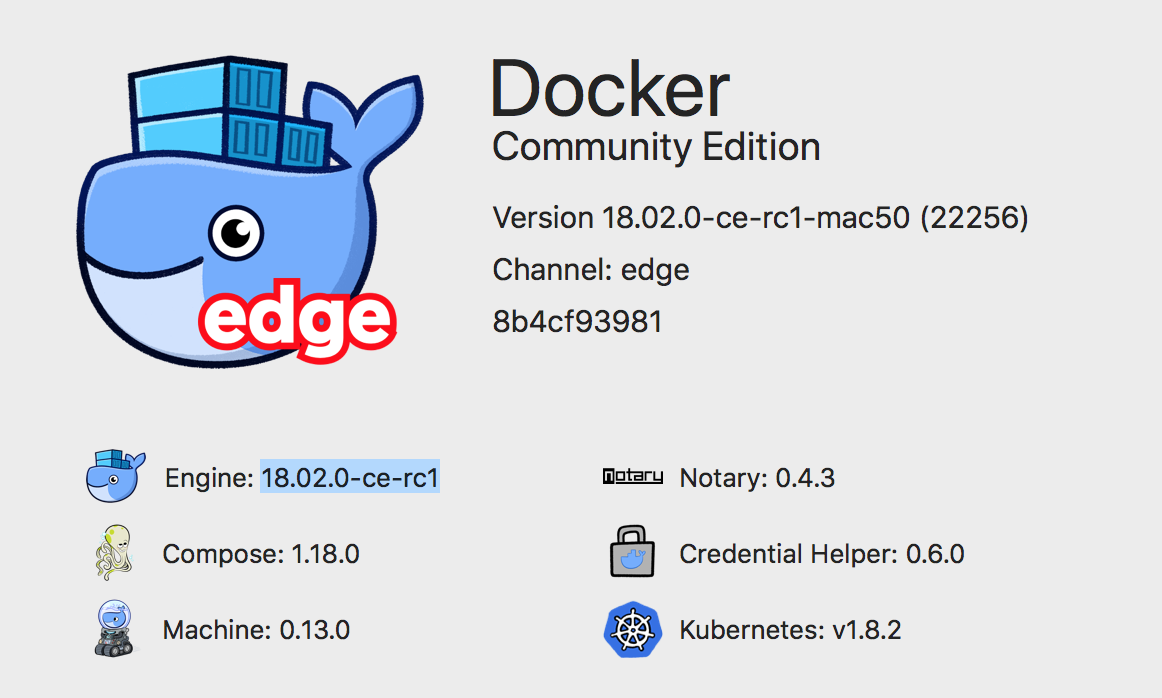 Docker
Community Edition
Version 18.02.0-ce-rc1-mac50 (22256)
Channel: edge
8b4cf93981
edge
Engine: 18.02.0-ce-rc1
notary Notary: 0.4.3
Compose: 1.18.0
Credential Helper: 0.6.0
Machine: 0.13.0
Kubernetes: v1.8.2